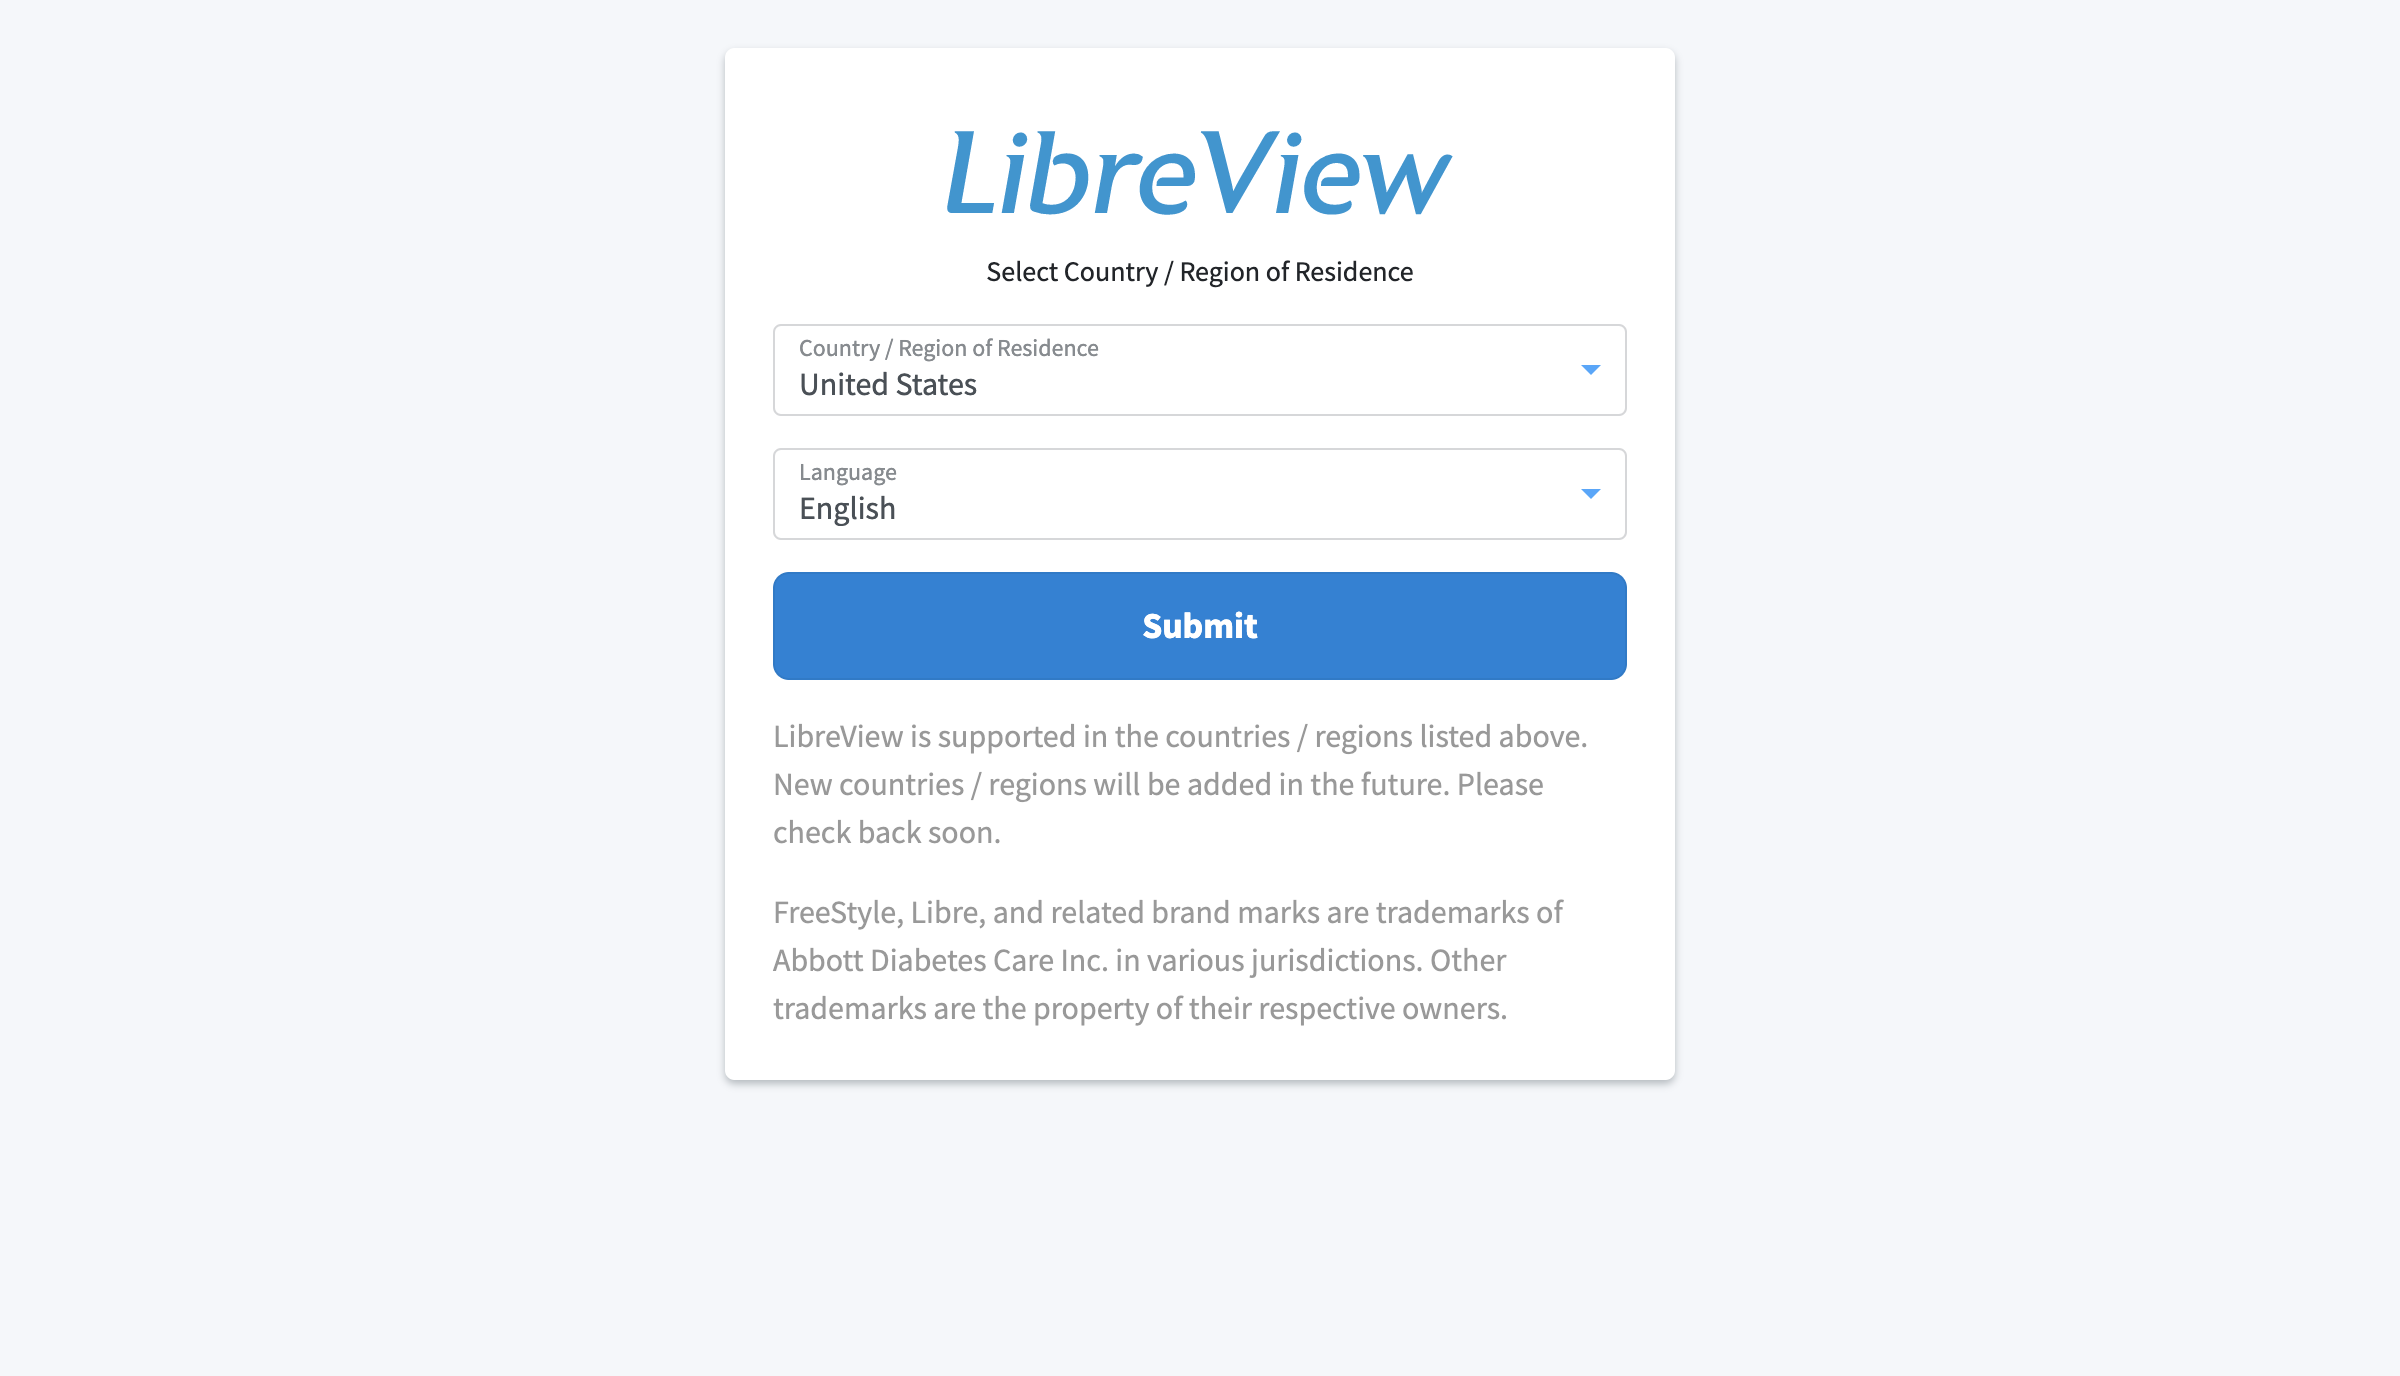 LibreView
Select Country / Region of Residence
Country / Region of Residence
United States
Language
English
Submit
LibreView is supported in the countries / regions listed above.
New countries / regions will be added in the future. Please
check back soon.
FreeStyle, Libre, and related brand marks are trademarks of
Abbott Diabetes Care Inc. in various jurisdictions. Other
trademarks are the property of their respective owners.